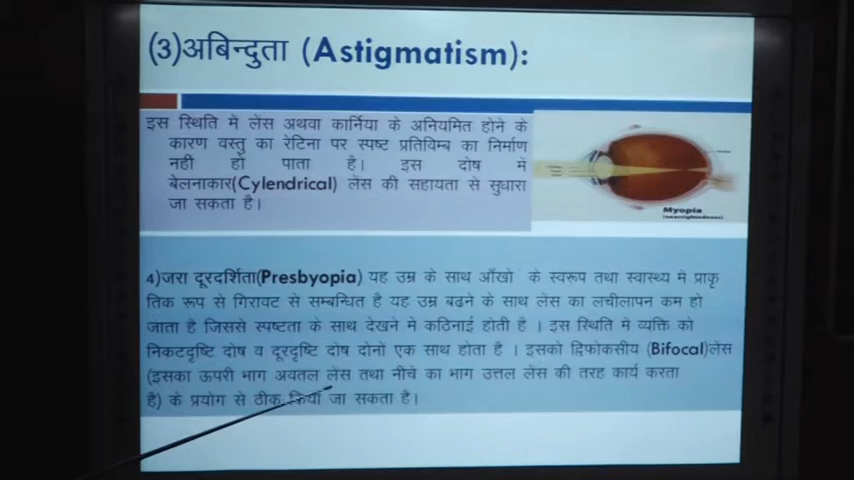 (3)अबिन्दुता (Astigmatism):
इस स्थिति में लेंस अथवा कार्निया के अनियमित होने के
कारण वस्तु का रेटिना पर स्पष्ट प्रतिविम्ब का निर्माण
नही हो पाता है। इस दोष में
बेलनाकार(Cylendrical) लेंस की सहायता से सुधारा
जा सकता है।
Myopia
(nearsightedness)
4)जरा दूरदर्शिता(Presbyopia) यह उम्र के साथ आँखो के स्वरूप तथा स्वास्थ्य मे प्राकृ
तिक रूप से गिरावट से सम्बन्धित है यह उम्र बढने के साथ लेंस का लचीलापन कम हो
जाता है जिससे स्पष्टता के साथ देखने मे कठिनाई होती है । इस स्थिति मे व्यक्ति को
निकटदृष्टि दोष व दूरदृष्टि दोष दोनो एक साथ होता है । इसको द्विफोकसीय (Bifocal)लेंस
(इसका ऊपरी भाग अवतल लेंस तथा नीचे का भाग उत्तल लेंस की तरह कार्य करता
है) के प्रयोग से ठीक किया जा सकता है।